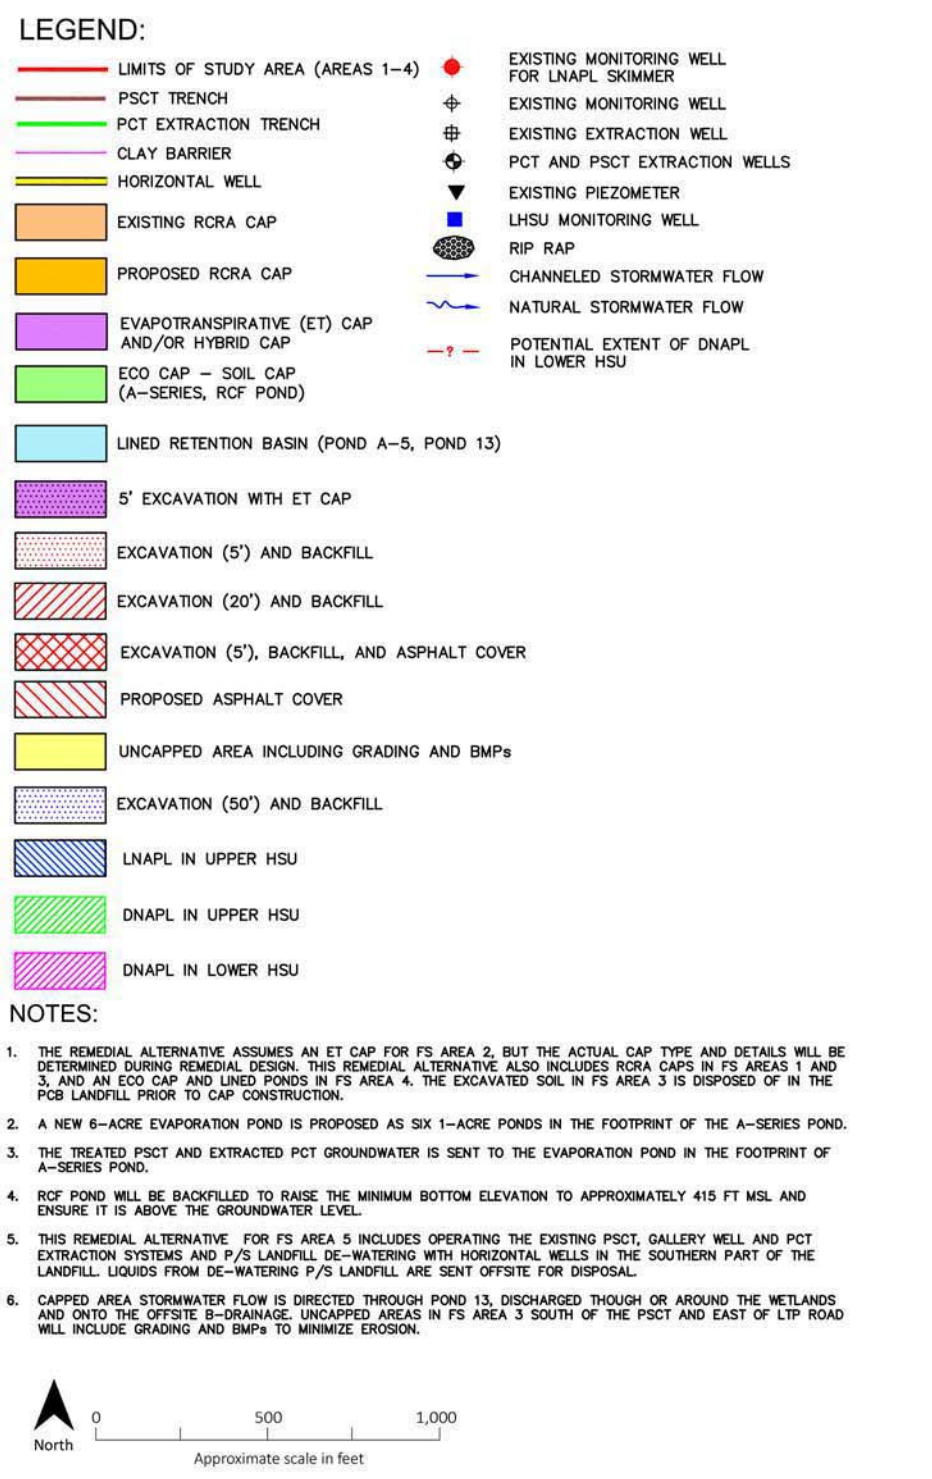 LEGEND:
LIMITS OF STUDY AREA (AREAS 1-4)
PSCT TRENCH
PCT EXTRACTION TRENCH
CLAY BARRIER
HORIZONTAL WELL
EXISTING RCRA CAP
PROPOSED RCRA CAP
EVAPOTRANSPIRATIVE (ET) CAP
AND/OR HYBRID CAP
ECO CAP – SOIL CAP
(A-SERIES, RCF POND)
LINED RETENTION BASIN (POND A-5, POND 13)
5' EXCAVATION WITH ET CAP
EXCAVATION (5') AND BACKFILL
EXCAVATION (20') AND BACKFILL
EXCAVATION (5'), BACKFILL, AND ASPHALT COVER
PROPOSED ASPHALT COVER
UNCAPPED AREA INCLUDING GRADING AND BMPs
EXCAVATION (50') AND BACKFILL
LNAPL IN UPPER HSU
DNAPL IN UPPER HSU
DNAPL IN LOWER HSU
EXISTING MONITORING WELL
FOR LNAPL SKIMMER
EXISTING MONITORING WELL
EXISTING EXTRACTION WELL
PCT AND PSCT EXTRACTION WELLS
EXISTING PIEZOMETER
LHSU MONITORING WELL
RIP RAP
CHANNELED STORMWATER FLOW
NATURAL STORMWATER FLOW
—?— POTENTIAL EXTENT OF DNAPL
IN LOWER HSU
NOTES:
1. THE REMEDIAL ALTERNATIVE ASSUMES AN ET CAP FOR FS AREA 2, BUT THE ACTUAL CAP TYPE AND DETAILS WILL BE
DETERMINED DURING REMEDIAL DESIGN. THIS REMEDIAL ALTERNATIVE ALSO INCLUDES RCRA CAPS IN FS AREAS 1 AND
3, AND AN ECO CAP AND LINED PONDS IN FS AREA 4. THE EXCAVATED SOIL IN FS AREA 3 IS DISPOSED OF IN THE
PCB LANDFILL PRIOR TO CAP CONSTRUCTION.
2. A NEW 6-ACRE EVAPORATION POND IS PROPOSED AS SIX 1-ACRE PONDS IN THE FOOTPRINT OF THE A-SERIES POND.
3. THE TREATED PSCT AND EXTRACTED PCT GROUNDWATER IS SENT TO THE EVAPORATION POND IN THE FOOTPRINT OF
A-SERIES POND.
4. RCF POND WILL BE BACKFILLED TO RAISE THE MINIMUM BOTTOM ELEVATION TO APPROXIMATELY 415 FT MSL AND
ENSURE IT IS ABOVE THE GROUNDWATER LEVEL.
5. THIS REMEDIAL ALTERNATIVE FOR FS AREA 5 INCLUDES OPERATING THE EXISTING PSCT, GALLERY WELL AND PCT
EXTRACTION SYSTEMS AND P/S LANDFILL DE-WATERING WITH HORIZONTAL WELLS IN THE SOUTHERN PART OF THE
LANDFILL. LIQUIDS FROM DE-WATERING P/S LANDFILL ARE SENT OFFSITE FOR DISPOSAL.
6. CAPPED AREA STORMWATER FLOW IS DIRECTED THROUGH POND 13, DISCHARGED THOUGH OR AROUND THE WETLANDS
AND ONTO THE OFFSITE B-DRAINAGE. UNCAPPED AREAS IN FS AREA 3 SOUTH OF THE PSCT AND EAST OF LTP ROAD
WILL INCLUDE GRADING AND BMPs TO MINIMIZE EROSION.
North
0 500 1,000
Approximate scale in feet